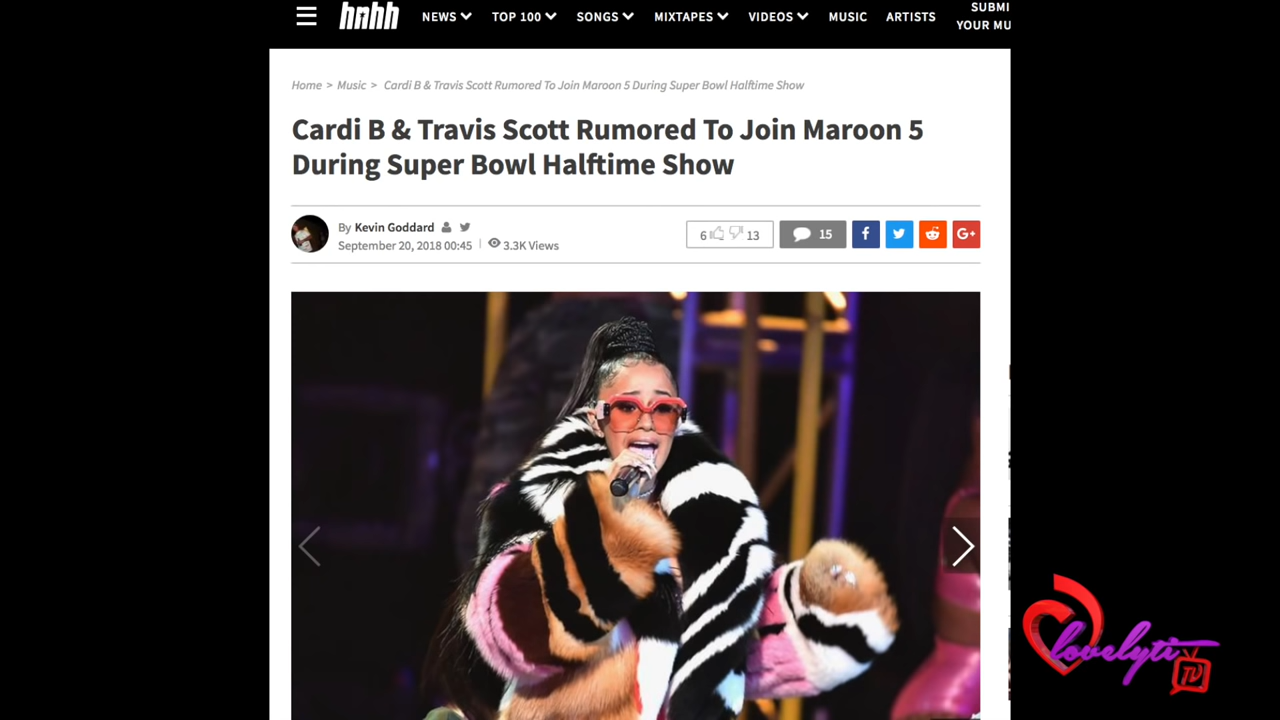 hnhh NEWS TOP 100 SONGS MIXTAPES VIDEOS MUSIC ARTISTS SUBMI
YOUR MU
Home > Music > Cardi B & Travis Scott Rumored To Join Maroon 5 During Super Bowl Halftime Show
Cardi B & Travis Scott Rumored To Join Maroon 5
During Super Bowl Halftime Show
By Kevin Goddard
September 20, 2018 00:45 | 3.3K Views
6 13 15 f G+
lovelyti
TV